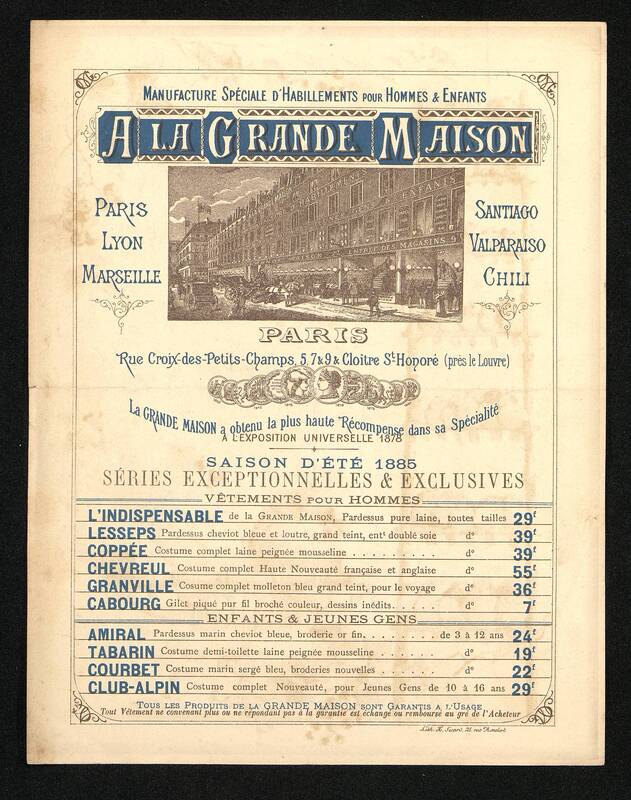 MANUFACTURE SPÉCIALE D'HABILLEMENTS POUR HOMMES & ENFANTS
A LA GRANDE MAISON
PARIS
LYON
MARSEILLE
SANTIAGO
VALPARAISO
CHILI
PARIS
Rue Croix-des-Petits-Champs, 5, 7 & 9 & Cloitre St Honoré (près le Louvre)
La GRANDE MAISON a obtenu la plus haute Récompense dans sa Spécialité
A L'EXPOSITION UNIVERSELLE 1878
SAISON D'ÉTÉ 1885
SÉRIES EXCEPTIONNELLES & EXCLUSIVES
VÊTEMENTS POUR HOMMES
L'INDISPENSABLE de la GRANDE MAISON, Pardessus pure laine, toutes tailles 29f
LESSEPS Pardessus cheviot bleue et loutre, grand teint, entt doublé soie do 39f
COPPÉE Costume complet laine peignée mousseline . . . . . . . . . do 39f
CHEVREUL Costume complet Haute Nouveauté française et anglaise do 55f
GRANVILLE Cosume complet molleton bleu grand teint, pour le voyage do 36f
CABOURG Gilet piqué pur fil broché couleur, dessins inédits. . . . . do 7f
ENFANTS & JEUNES GENS
AMIRAL Pardessus marin cheviot bleue, broderie or fin. . . . . . . . . de 3 à 12 ans 24f
TABARIN Costume demi-toilette laine peignée mousseline . . . . . . do 19f
COURBET Costume marin sergé bleu, broderies nouvelles . . . . . . do 22f
CLUB-ALPIN Costume complet Nouveauté, pour Jeunes Gens de 10 à 16 ans 29f
TOUS LES PRODUITS DE LA GRANDE MAISON SONT GARANTIS A L'USAGE
Tout Vêtement ne convenant plus ou ne répondant pas à la garantie est échangé ou remboursé au gré de l'Acheteur